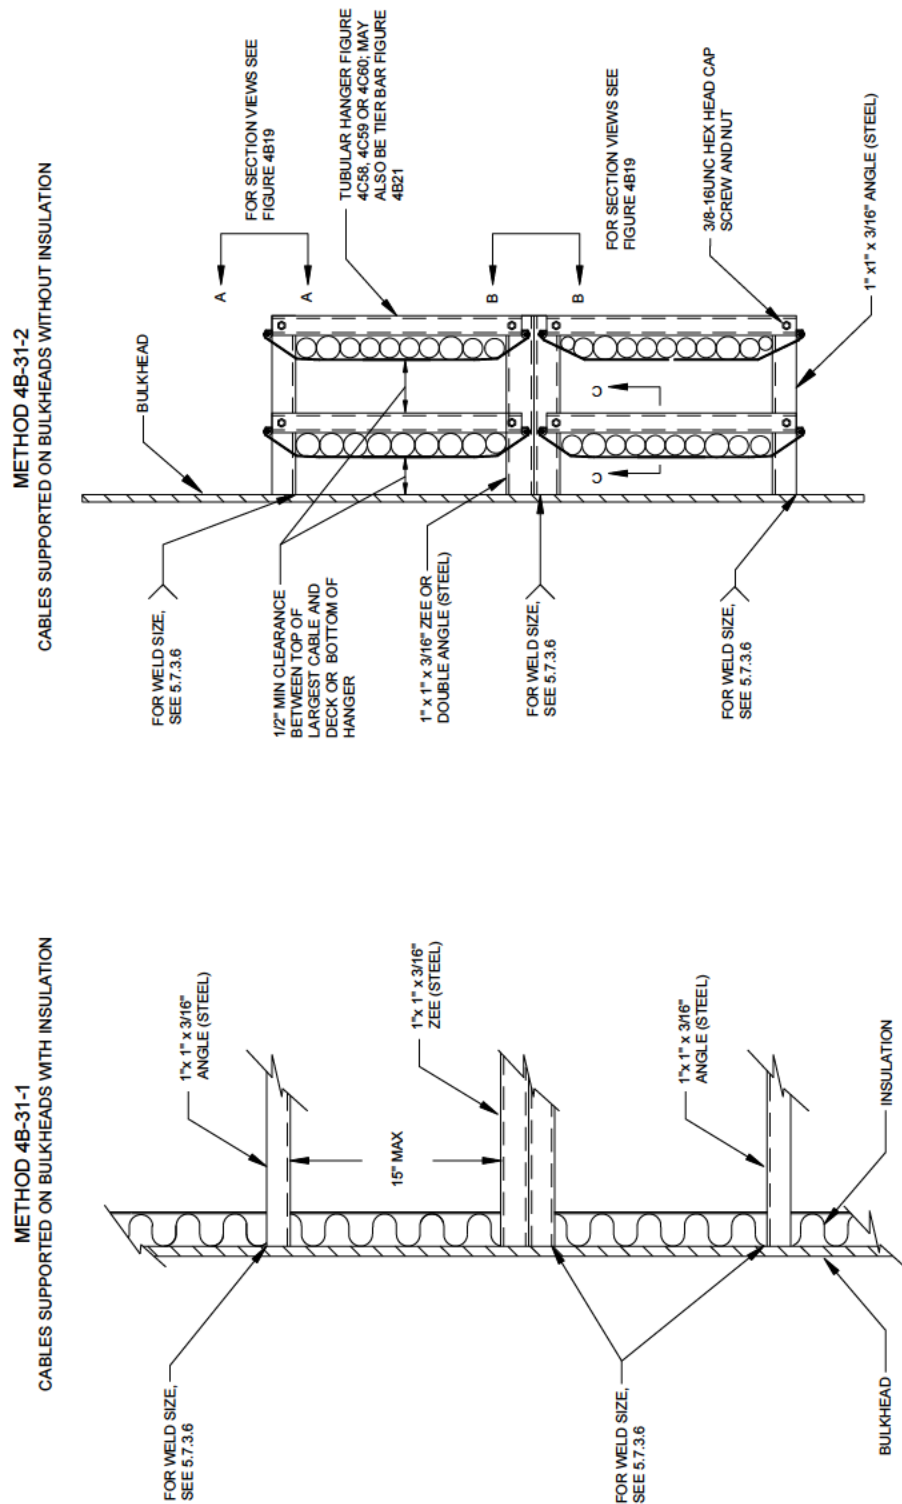 METHOD 4B-31-1
CABLES SUPPORTED ON BULKHEADS WITH INSULATION
FOR WELD SIZE,
SEE 5.7.3.6
1"x 1" x 3/16"
ANGLE (STEEL)
15" MAX
1"x 1" x 3/16"
ZEE (STEEL)
FOR WELD SIZE,
SEE 5.7.3.6
1"x 1" x 3/16"
ANGLE (STEEL)
BULKHEAD
INSULATION
METHOD 4B-31-2
CABLES SUPPORTED ON BULKHEADS WITHOUT INSULATION
BULKHEAD
FOR WELD SIZE,
SEE 5.7.3.6
1/2" MIN CLEARANCE
BETWEEN TOP OF
LARGEST CABLE AND
DECK OR BOTTOM OF
HANGER
1" x 1" x 3/16" ZEE OR
DOUBLE ANGLE (STEEL)
FOR WELD SIZE,
SEE 5.7.3.6
FOR WELD SIZE,
SEE 5.7.3.6
A
A
FOR SECTION VIEWS SEE
FIGURE 4B19
TUBULAR HANGER FIGURE
4C58, 4C59 OR 4C60; MAY
ALSO BE TIER BAR FIGURE
4B21
B
B
FOR SECTION VIEWS SEE
FIGURE 4B19
C
C
3/8-16UNC HEX HEAD CAP
SCREW AND NUT
1" x1" x 3/16" ANGLE (STEEL)